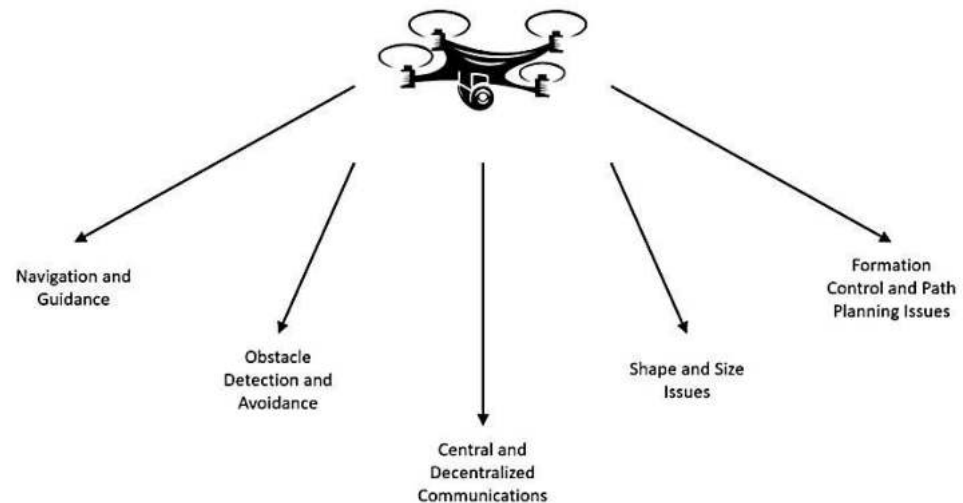 Navigation and
Guidance
Obstacle
Detection and
Avoidance
Central and
Decentralized
Communications
Shape and Size
Issues
Formation
Control and Path
Planning Issues